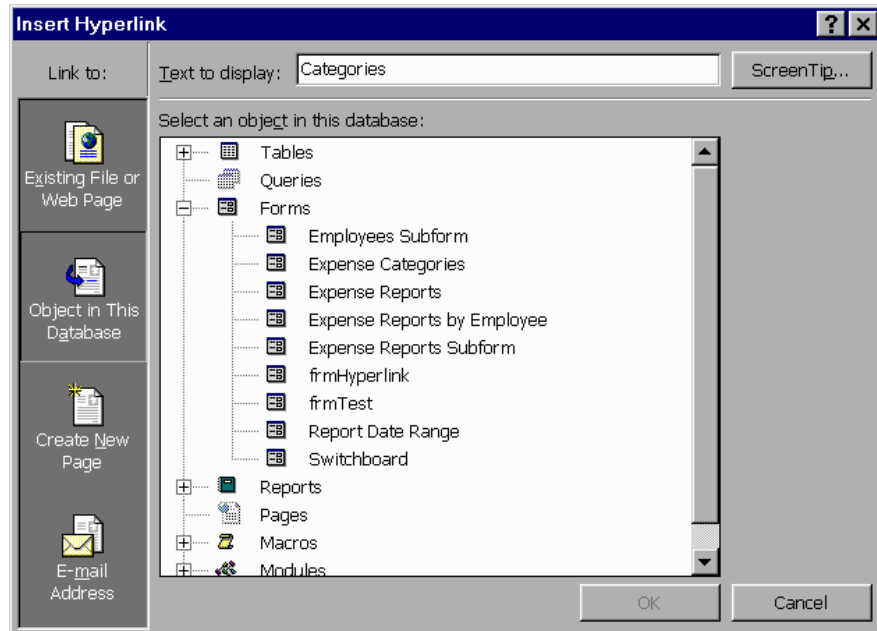 Insert Hyperlink
Link to:
Text to display: Categories
ScreenTip...
Existing File or
Web Page
Object in This
Database
Create New
Page
E-mail
Address
Select an object in this database:
Tables
Queries
Forms
Employees Subform
Expense Categories
Expense Reports
Expense Reports by Employee
Expense Reports Subform
frmHyperlink
frmTest
Report Date Range
Switchboard
Reports
Pages
Macros
Modules
OK
Cancel